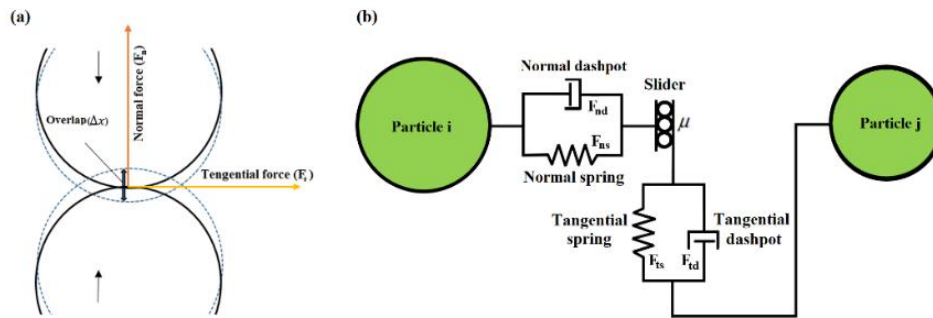 (a)
Normal force (Fn)
Overlap(Δx)
Tengential force (Ft)
(b)
Particle i
Normal dashpot
Fnd
Fns
Normal spring
Slider
μ
Particle j
Tangential
spring
Fts
Ftd
Tangential
dashpot